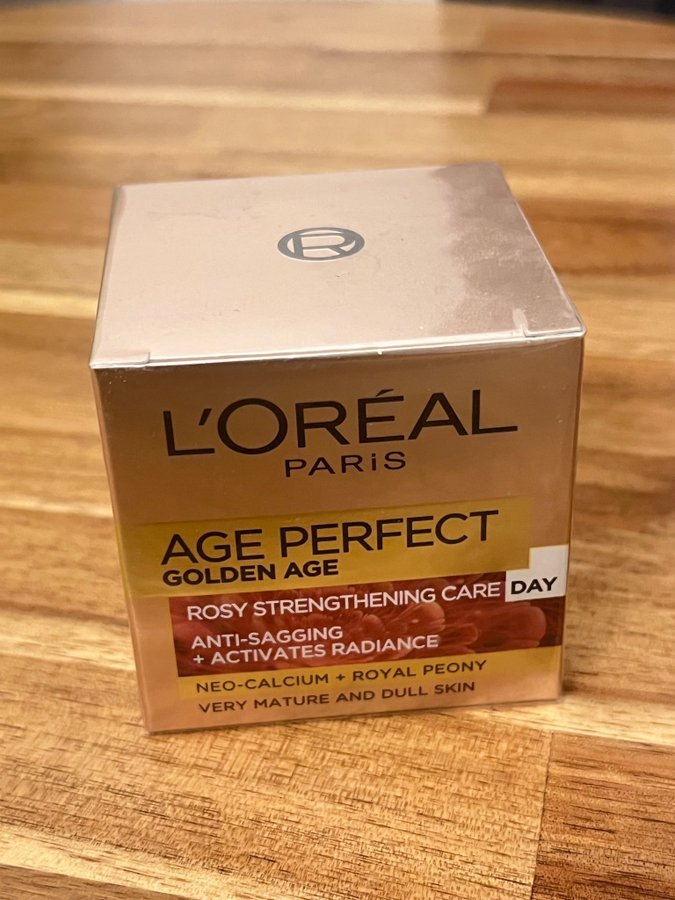 L'ORÉAL
PARiS
AGE PERFECT
GOLDEN AGE
ROSY STRENGTHENING CARE DAY
ANTI-SAGGING
+ ACTIVATES RADIANCE
NEO-CALCIUM + ROYAL PEONY
VERY MATURE AND DULL SKIN